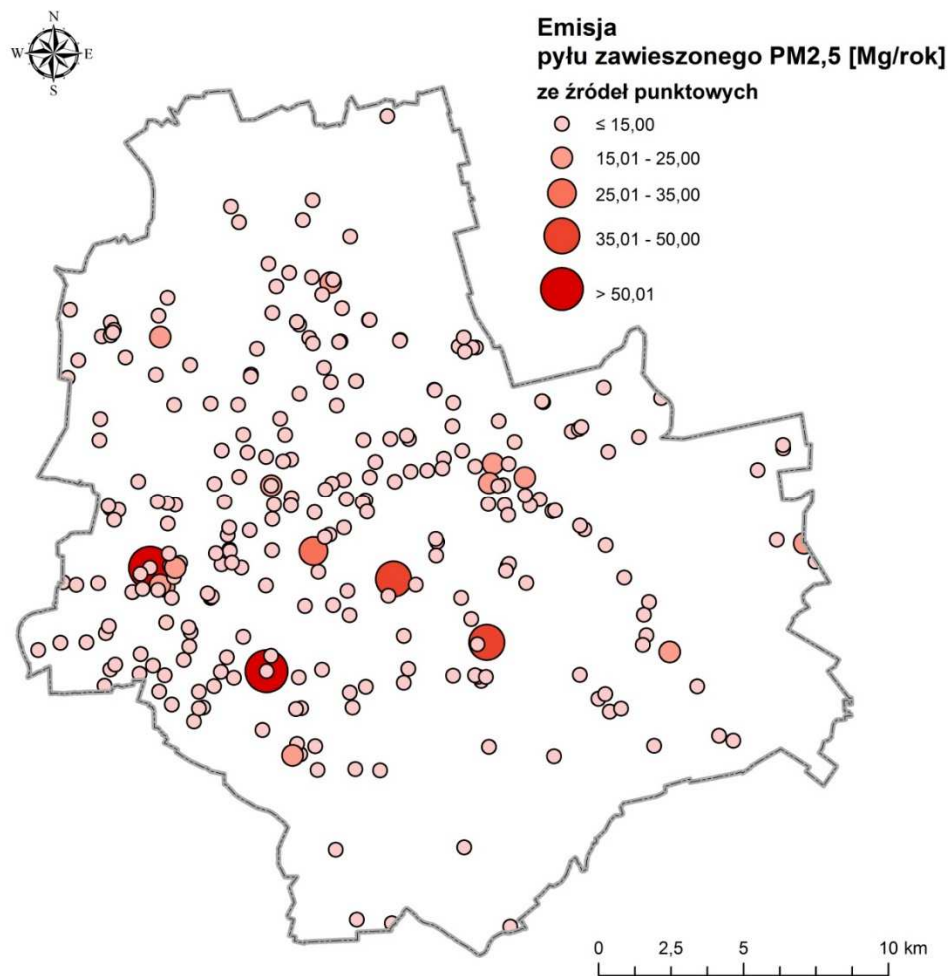 N
W E
S
Emisja
pyłu zawieszonego PM2,5 [Mg/rok]
ze źródeł punktowych
≤ 15,00
15,01 - 25,00
25,01 - 35,00
35,01 - 50,00
> 50,01
0 2,5 5 10 km